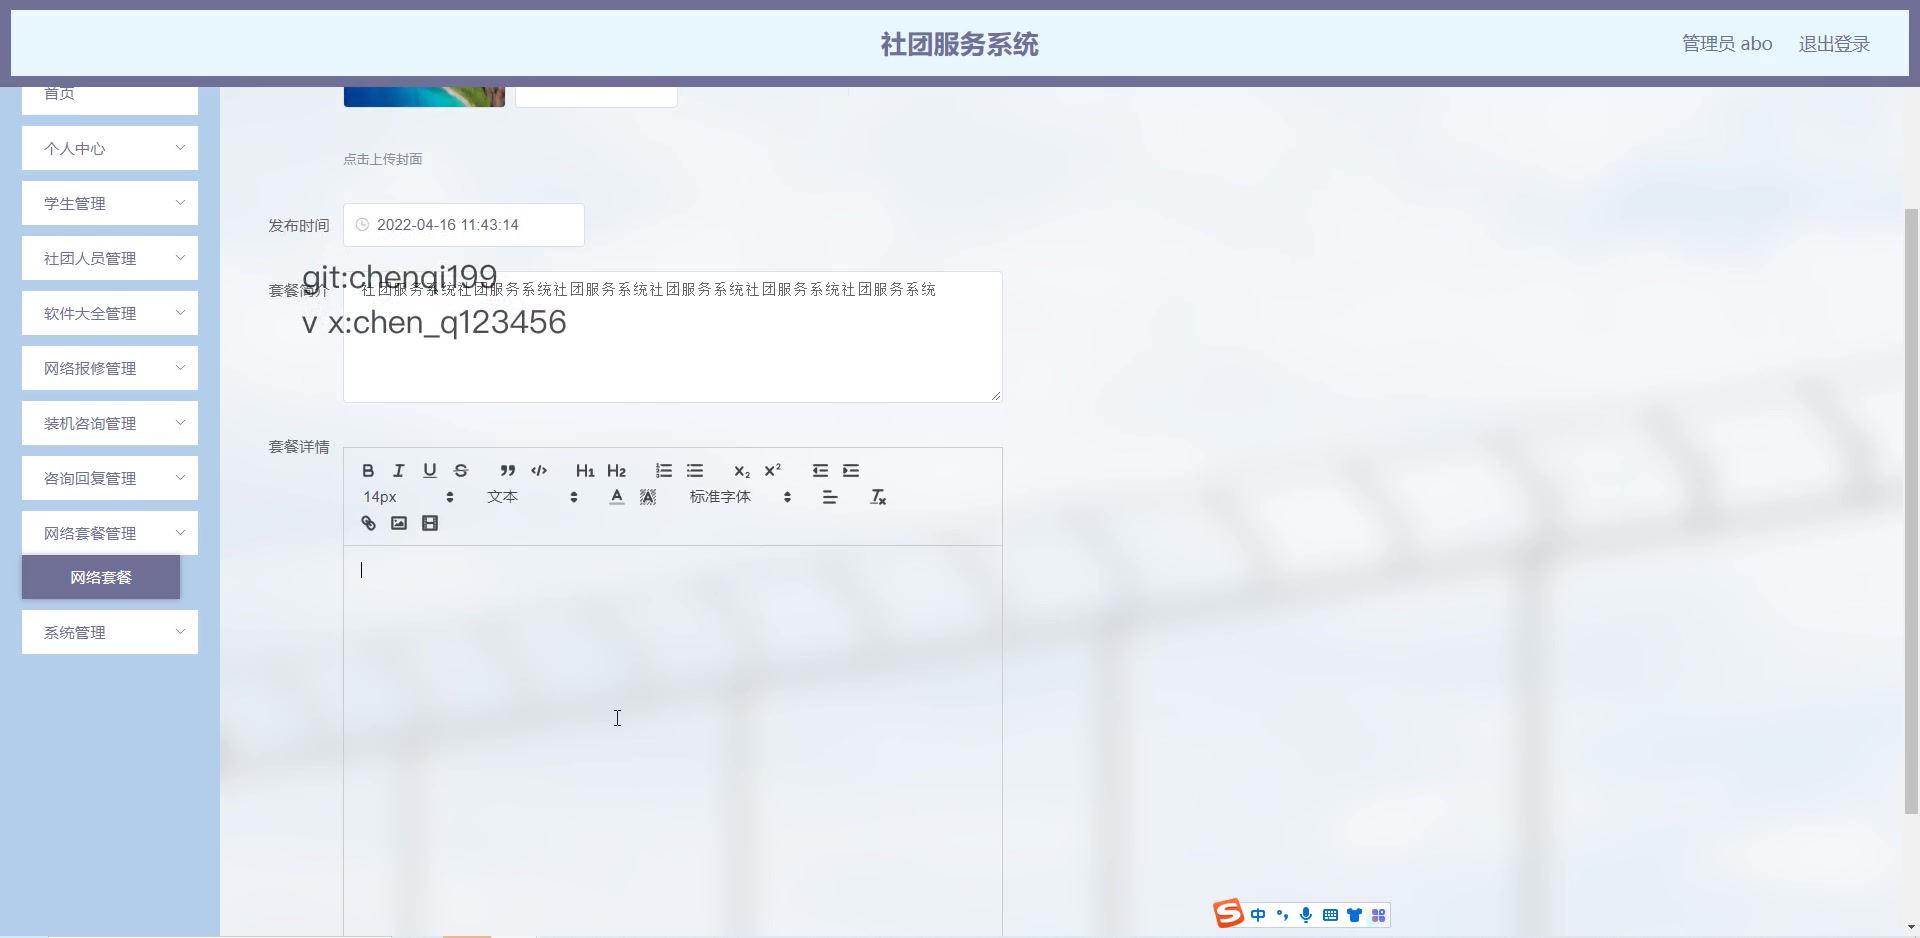 社团服务系统
管理员 abo
退出登录
首页
个人中心
学生管理
社团人员管理
软件大全管理
网络报修管理
装机咨询管理
咨询回复管理
网络套餐管理
网络套餐
系统管理
点击上传封面
发布时间
2022-04-16 11:43:14
git:chenqi199
套餐简介
社团服务系统社团服务系统社团服务系统社团服务系统社团服务系统社团服务系统
v x:chen_q123456
套餐详情
B I U S H1 H2 X2 X2
14px 文本 A A 标准字体 Tx
S 中